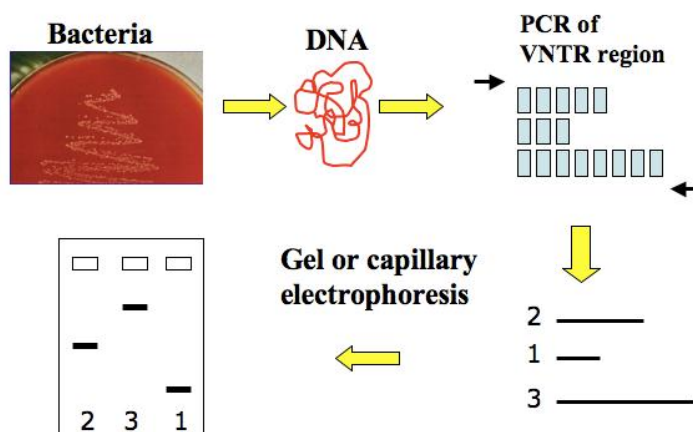 Bacteria
DNA
PCR of
VNTR region
Gel or capillary
electrophoresis
2
1
3
2 3 1